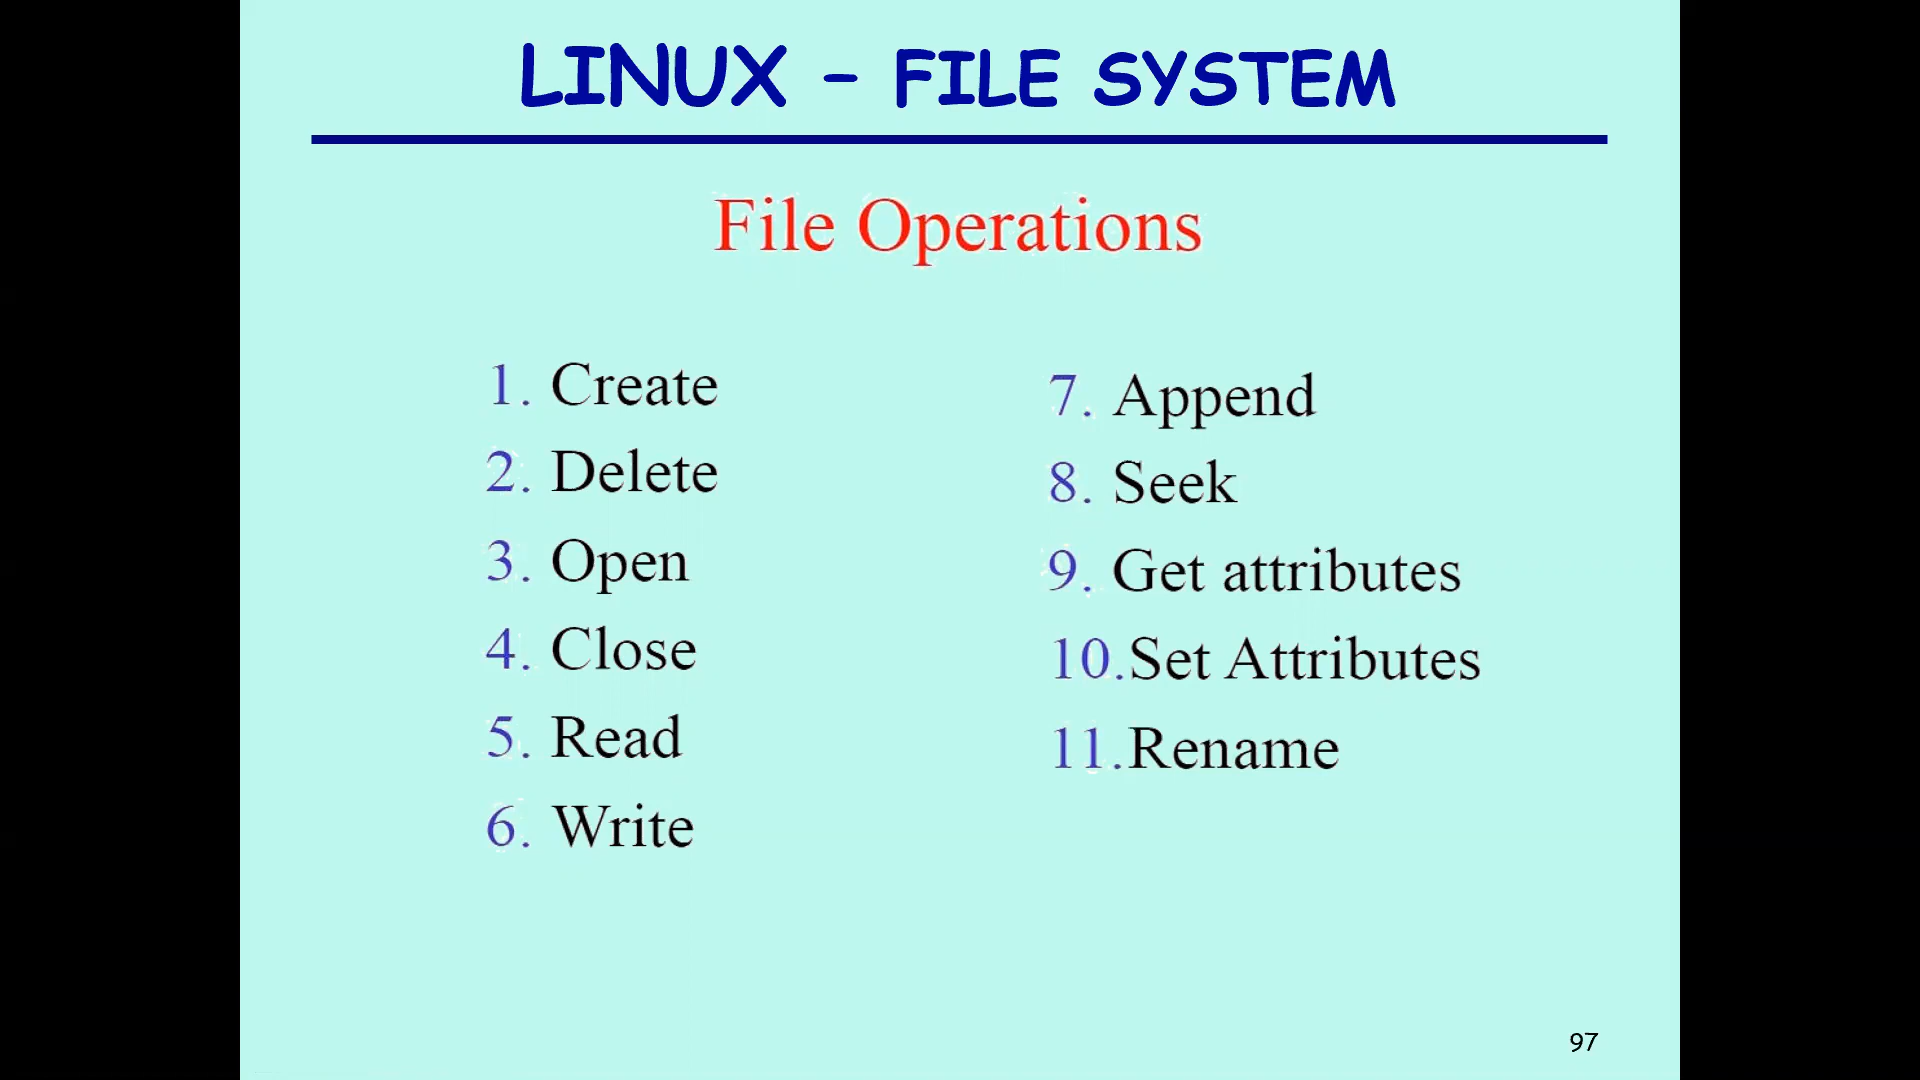 LINUX – FILE SYSTEM
File Operations
1. Create
2. Delete
3. Open
4. Close
5. Read
6. Write
7. Append
8. Seek
9. Get attributes
10.Set Attributes
11.Rename
97